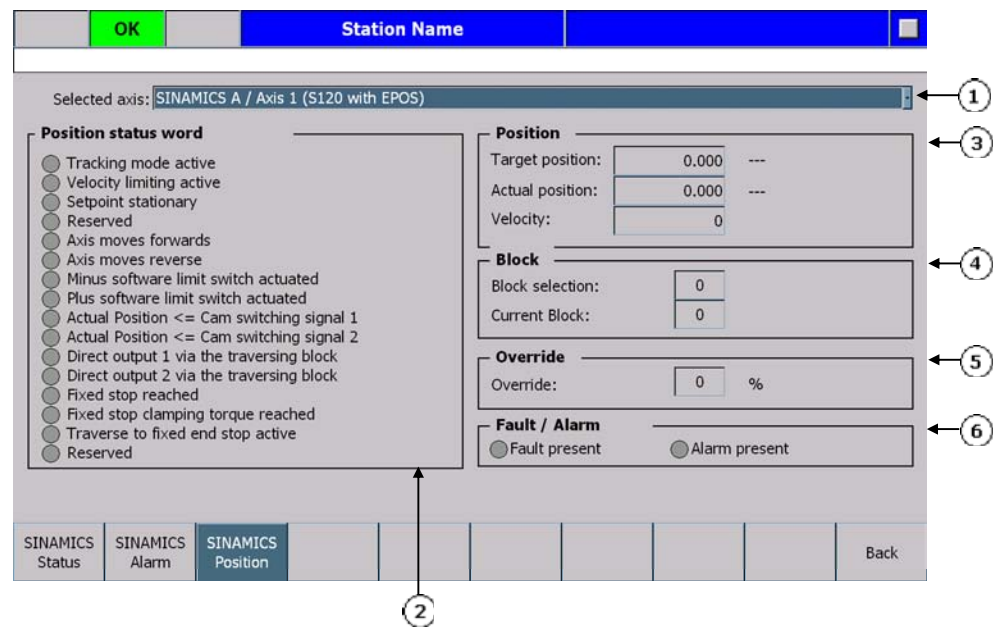 OK
Station Name
Selected axis: SINAMICS A / Axis 1 (S120 with EPOS)
1
Position status word
Tracking mode active
Velocity limiting active
Setpoint stationary
Reserved
Axis moves forwards
Axis moves reverse
Minus software limit switch actuated
Plus software limit switch actuated
Actual Position <= Cam switching signal 1
Actual Position <= Cam switching signal 2
Direct output 1 via the traversing block
Direct output 2 via the traversing block
Fixed stop reached
Fixed stop clamping torque reached
Traverse to fixed end stop active
Reserved
Position
3
Target position: 0.000 ---
Actual position: 0.000 ---
Velocity: 0
Block
4
Block selection: 0
Current Block: 0
Override
5
Override: 0 %
Fault / Alarm
6
Fault present Alarm present
SINAMICS Status
SINAMICS Alarm
SINAMICS Position
Back
2